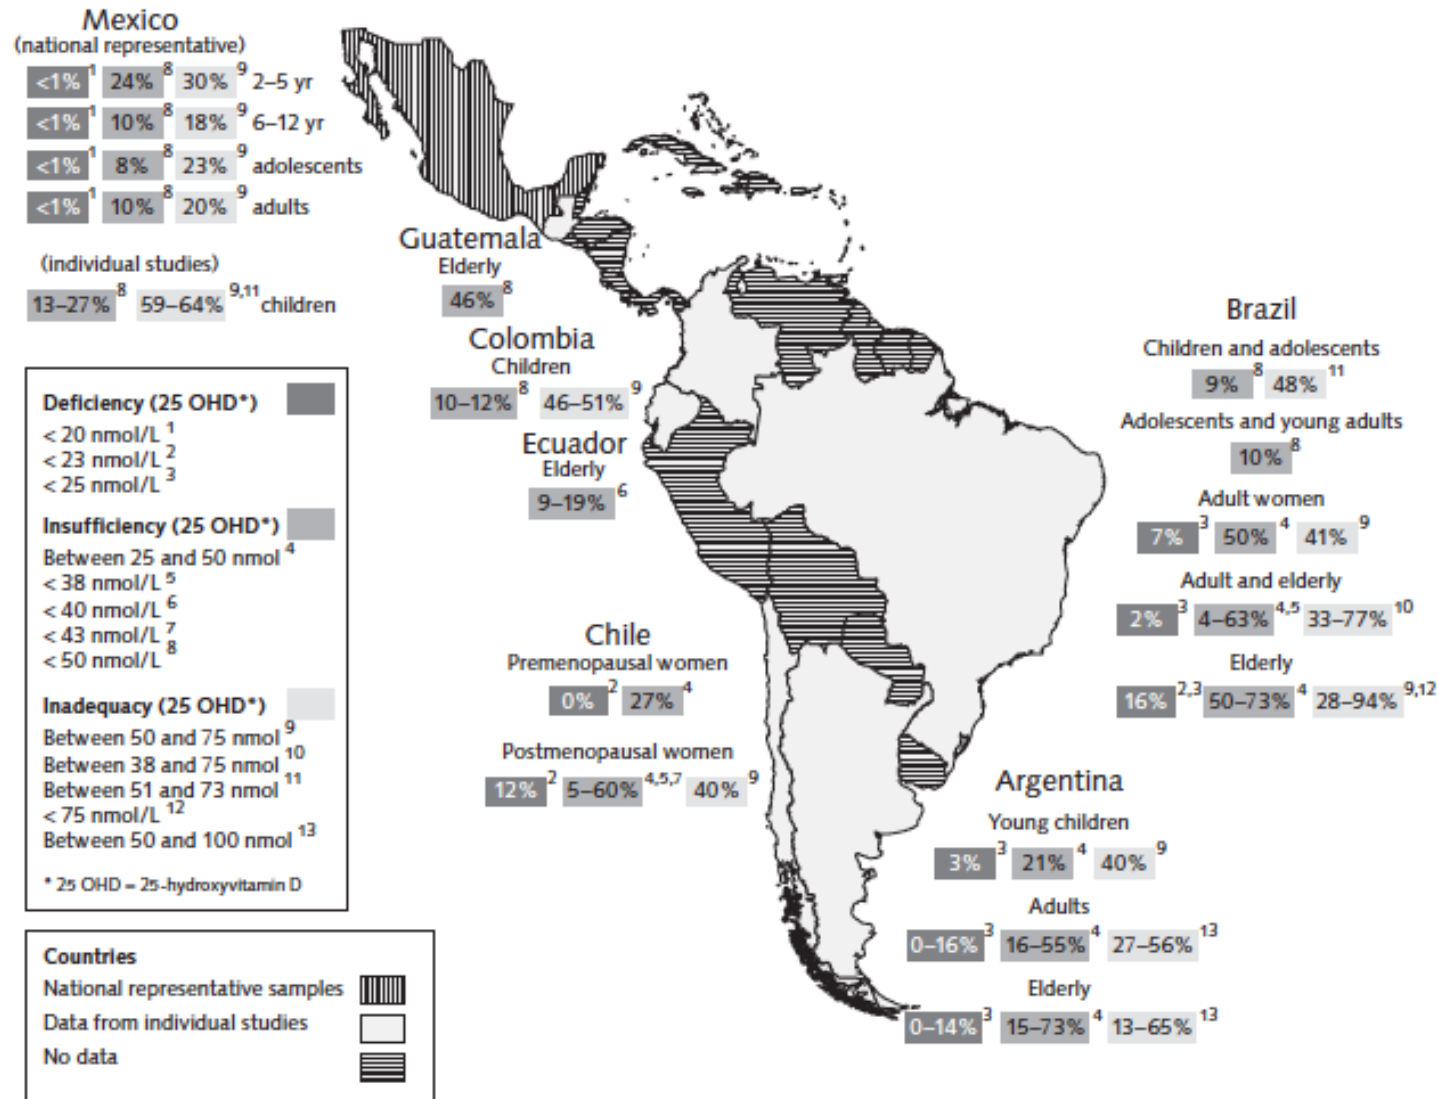 Mexico
(national representative)
<1% 1 24% 8 30% 9 2–5 yr
<1% 1 10% 8 18% 9 6–12 yr
<1% 1 8% 8 23% 9 adolescents
<1% 1 10% 8 20% 9 adults
(individual studies)
13–27% 8 59–64% 9,11 children
Guatemala
Elderly
46% 8
Colombia
Children
10–12% 8 46–51% 9
Ecuador
Elderly
9–19% 6
Chile
Premenopausal women
0% 2 27% 4
Postmenopausal women
12% 2 5–60% 4,5,7 40% 9
Brazil
Children and adolescents
9% 8 48% 11
Adolescents and young adults
10% 8
Adult women
7% 3 50% 4 41% 9
Adult and elderly
2% 3 4–63% 4,5 33–77% 10
Elderly
16% 2,3 50–73% 4 28–94% 9,12
Argentina
Young children
3% 3 21% 4 40% 9
Adults
0–16% 3 16–55% 4 27–56% 13
Elderly
0–14% 3 15–73% 4 13–65% 13
Deficiency (25 OHD*)
< 20 nmol/L 1
< 23 nmol/L 2
< 25 nmol/L 3
Insufficiency (25 OHD*)
Between 25 and 50 nmol 4
< 38 nmol/L 5
< 40 nmol/L 6
< 43 nmol/L 7
< 50 nmol/L 8
Inadequacy (25 OHD*)
Between 50 and 75 nmol 9
Between 38 and 75 nmol 10
Between 51 and 73 nmol 11
< 75 nmol/L 12
Between 50 and 100 nmol 13
* 25 OHD = 25-hydroxyvitamin D
Countries
National representative samples
Data from individual studies
No data